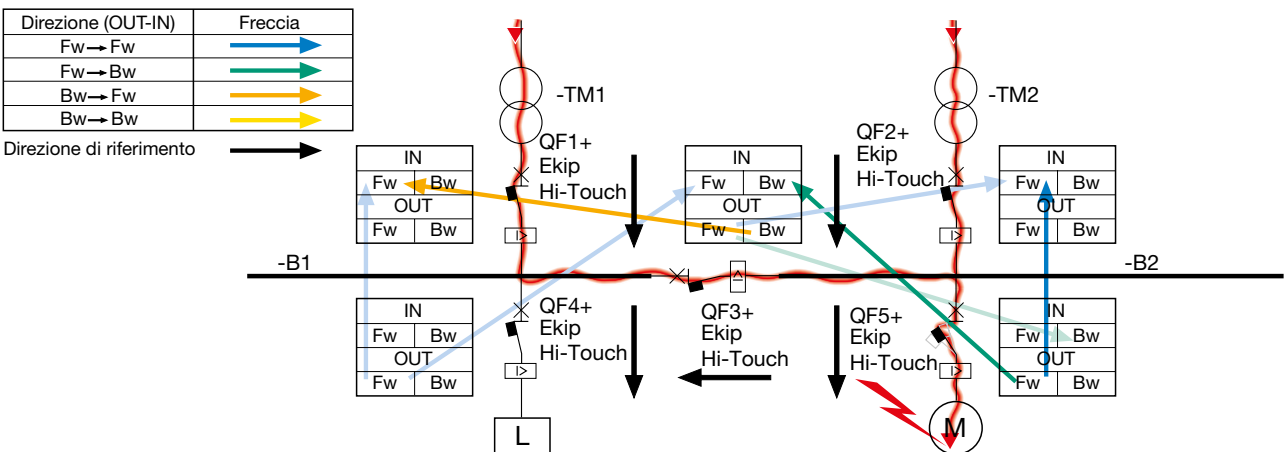 Direzione (OUT-IN) Freccia
Fw→Fw
Fw→Bw
Bw→Fw
Bw→Bw
Direzione di riferimento
-TM1
-TM2
QF1+
Ekip
Hi-Touch
QF2+
Ekip
Hi-Touch
IN
Fw Bw
OUT
Fw Bw
IN
Fw Bw
OUT
Fw Bw
IN
Fw Bw
OUT
Fw Bw
I>
I>
-B1
-B2
I>
IN
Fw Bw
OUT
Fw Bw
QF4+
Ekip
Hi-Touch
QF3+
Ekip
Hi-Touch
QF5+
Ekip
Hi-Touch
IN
Fw Bw
OUT
Fw Bw
I>
I>
L
M